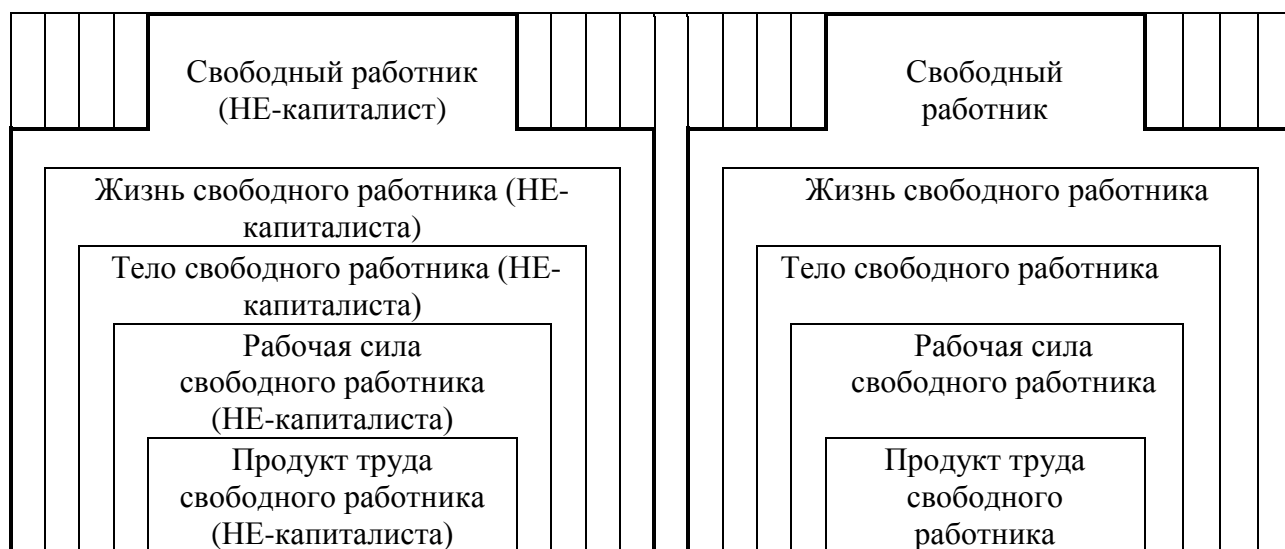 Свободный работник
(НЕ-капиталист)
Жизнь свободного работника (НЕ-
капиталиста)
Тело свободного работника (НЕ-
капиталиста)
Рабочая сила
свободного работника
(НЕ-капиталиста)
Продукт труда
свободного работника
(НЕ-капиталиста)
Свободный
работник
Жизнь свободного работника
Тело свободного работника
Рабочая сила
свободного работника
Продукт труда
свободного
работника